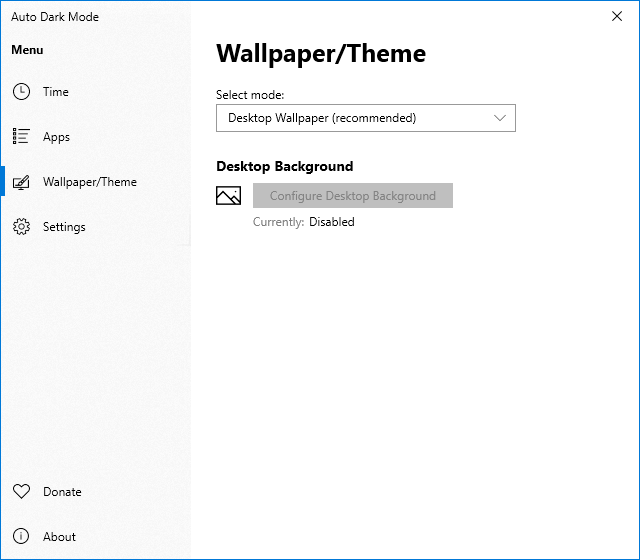 Auto Dark Mode
Menu
Time
Apps
Wallpaper/Theme
Settings
Donate
About
Wallpaper/Theme
Select mode:
Desktop Wallpaper (recommended)
Desktop Background
Configure Desktop Background
Currently: Disabled